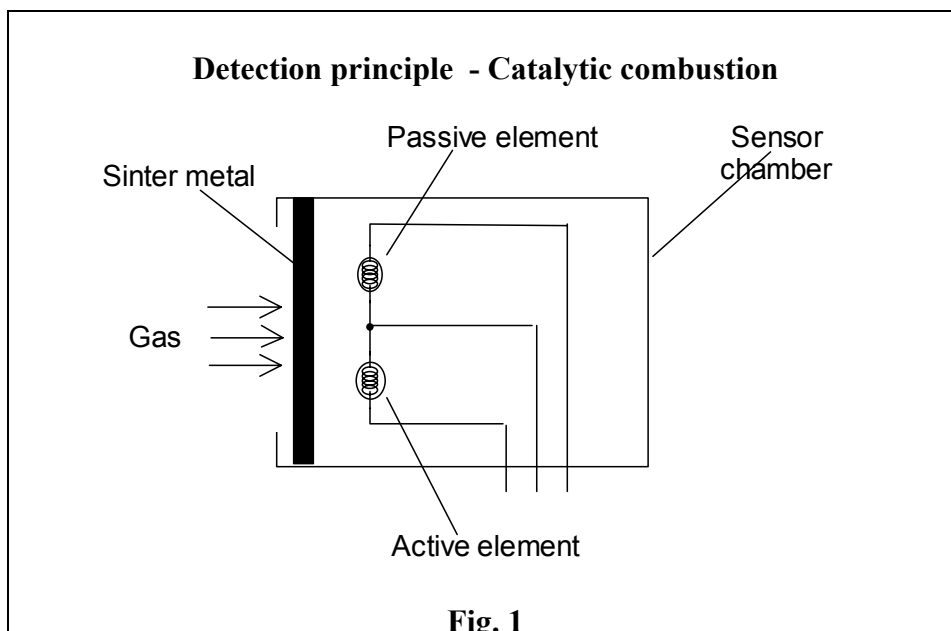 Detection principle - Catalytic combustion
Passive element
Sensor
chamber
Sinter metal
Gas
Active element
Fig. 1